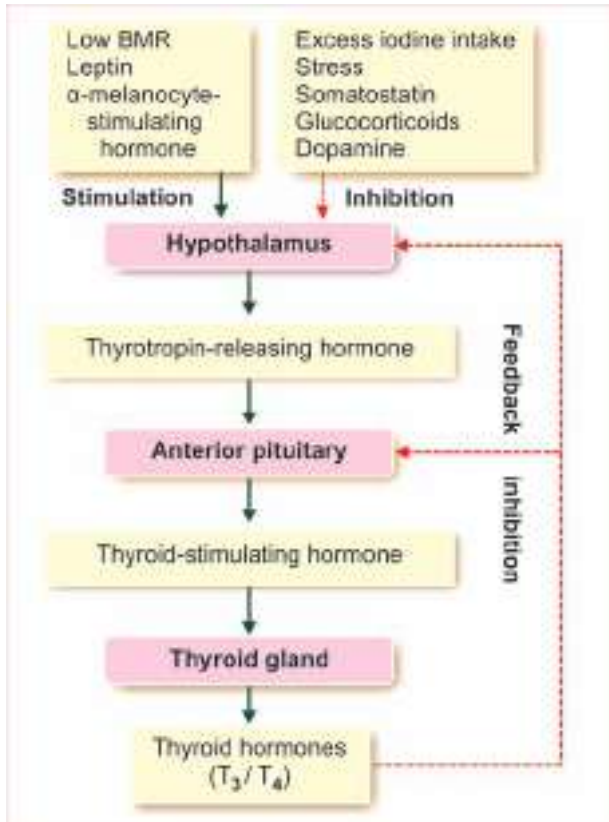 Low BMR
Leptin
α-melanocyte-
stimulating
hormone
Excess iodine intake
Stress
Somatostatin
Glucocorticoids
Dopamine
Stimulation
Inhibition
Hypothalamus
Thyrotropin-releasing hormone
Anterior pituitary
Thyroid-stimulating hormone
Thyroid gland
Thyroid hormones
(T₃ / T₄)
Feedback
inhibition